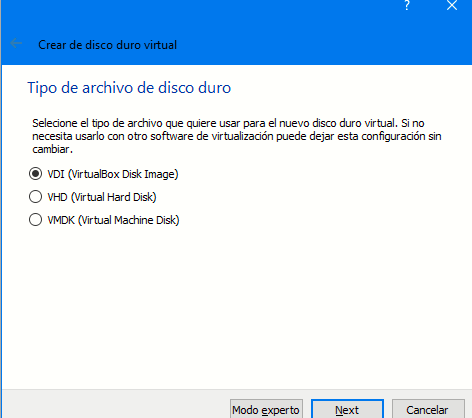 ?
Crear de disco duro virtual
Tipo de archivo de disco duro
Selecione el tipo de archivo que quiere usar para el nuevo disco duro virtual. Si no
necesita usarlo con otro software de virtualización puede dejar esta configuración sin
cambiar.
VDI (VirtualBox Disk Image)
VHD (Virtual Hard Disk)
VMDK (Virtual Machine Disk)
Modo experto Next Cancelar